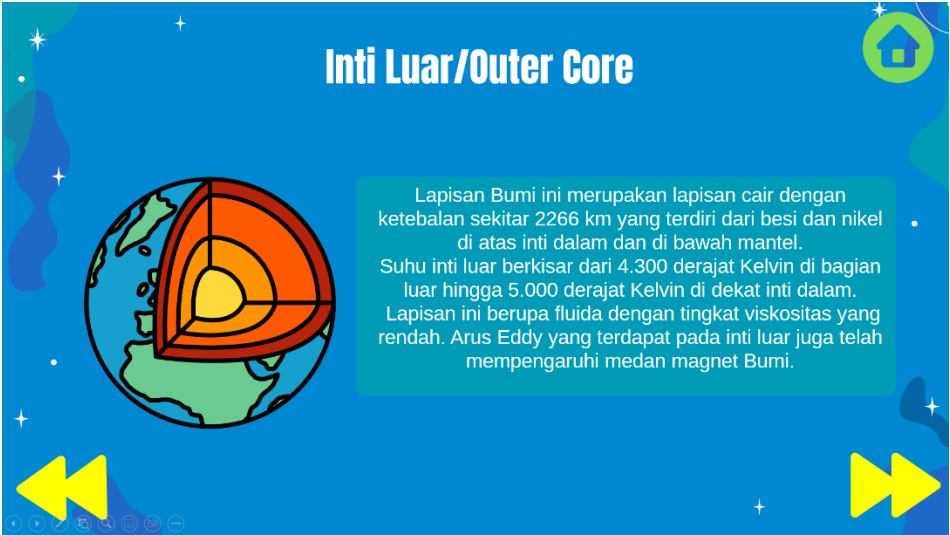 Inti Luar/Outer Core
Lapisan Bumi ini merupakan lapisan cair dengan
ketebalan sekitar 2266 km yang terdiri dari besi dan nikel
di atas inti dalam dan di bawah mantel.
Suhu inti luar berkisar dari 4.300 derajat Kelvin di bagian
luar hingga 5.000 derajat Kelvin di dekat inti dalam.
Lapisan ini berupa fluida dengan tingkat viskositas yang
rendah. Arus Eddy yang terdapat pada inti luar juga telah
mempengaruhi medan magnet Bumi.